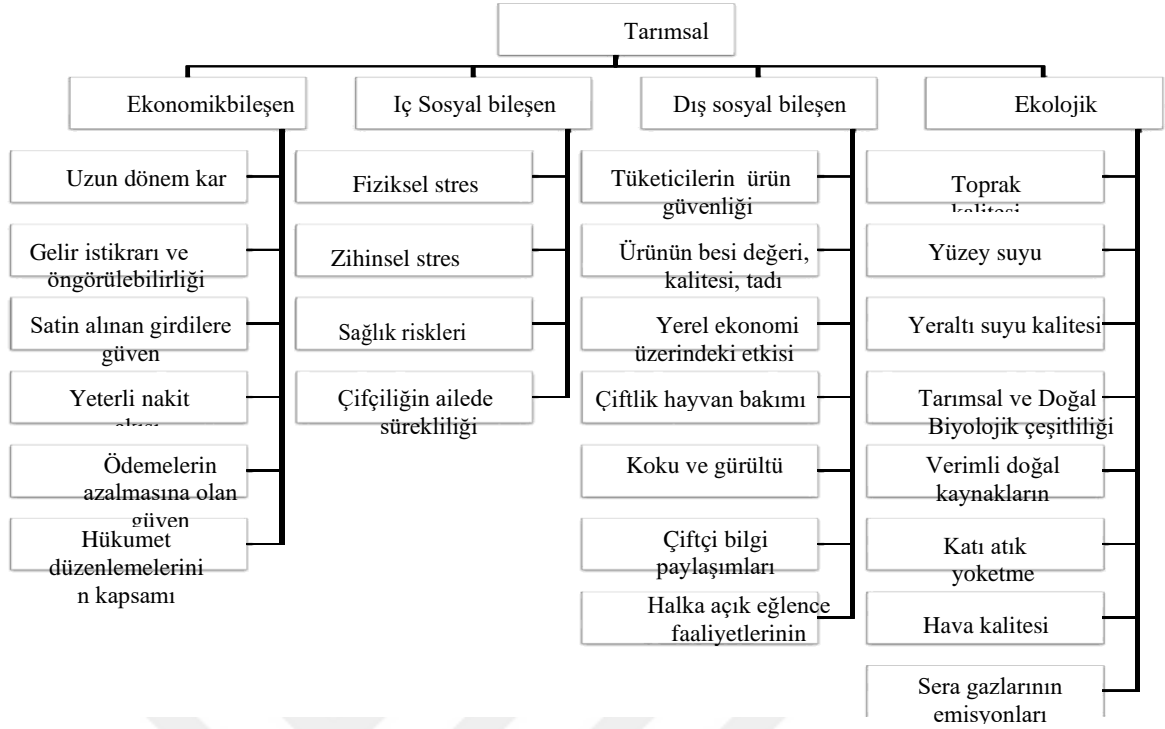 Tarımsal
Ekonomikbileşen
Iç Sosyal bileşen
Dış sosyal bileşen
Ekolojik
Uzun dönem kar
Gelir istikrarı ve
öngörülebilirliği
Satin alınan girdilere
güven
Yeterli nakit
akışı
Ödemelerin
azalmasına olan
güven
Hükumet
düzenlemelerini
n kapsamı
Fiziksel stres
Zihinsel stres
Sağlık riskleri
Çifçiliğin ailede
sürekliliği
Tüketicilerin ürün
güvenliği
Ürünün besi değeri,
kalitesi, tadı
Yerel ekonomi
üzerindeki etkisi
Çiftlik hayvan bakımı
Koku ve gürültü
Çiftçi bilgi
paylaşımları
Halka açık eğlence
faaliyetlerinin
Toprak
kalitesi
Yüzey suyu
Yeraltı suyu kalitesi
Tarımsal ve Doğal
Biyolojik çeşitliliği
Verimli doğal
kaynakların
Katı atık
yoketme
Hava kalitesi
Sera gazlarının
emisyonları